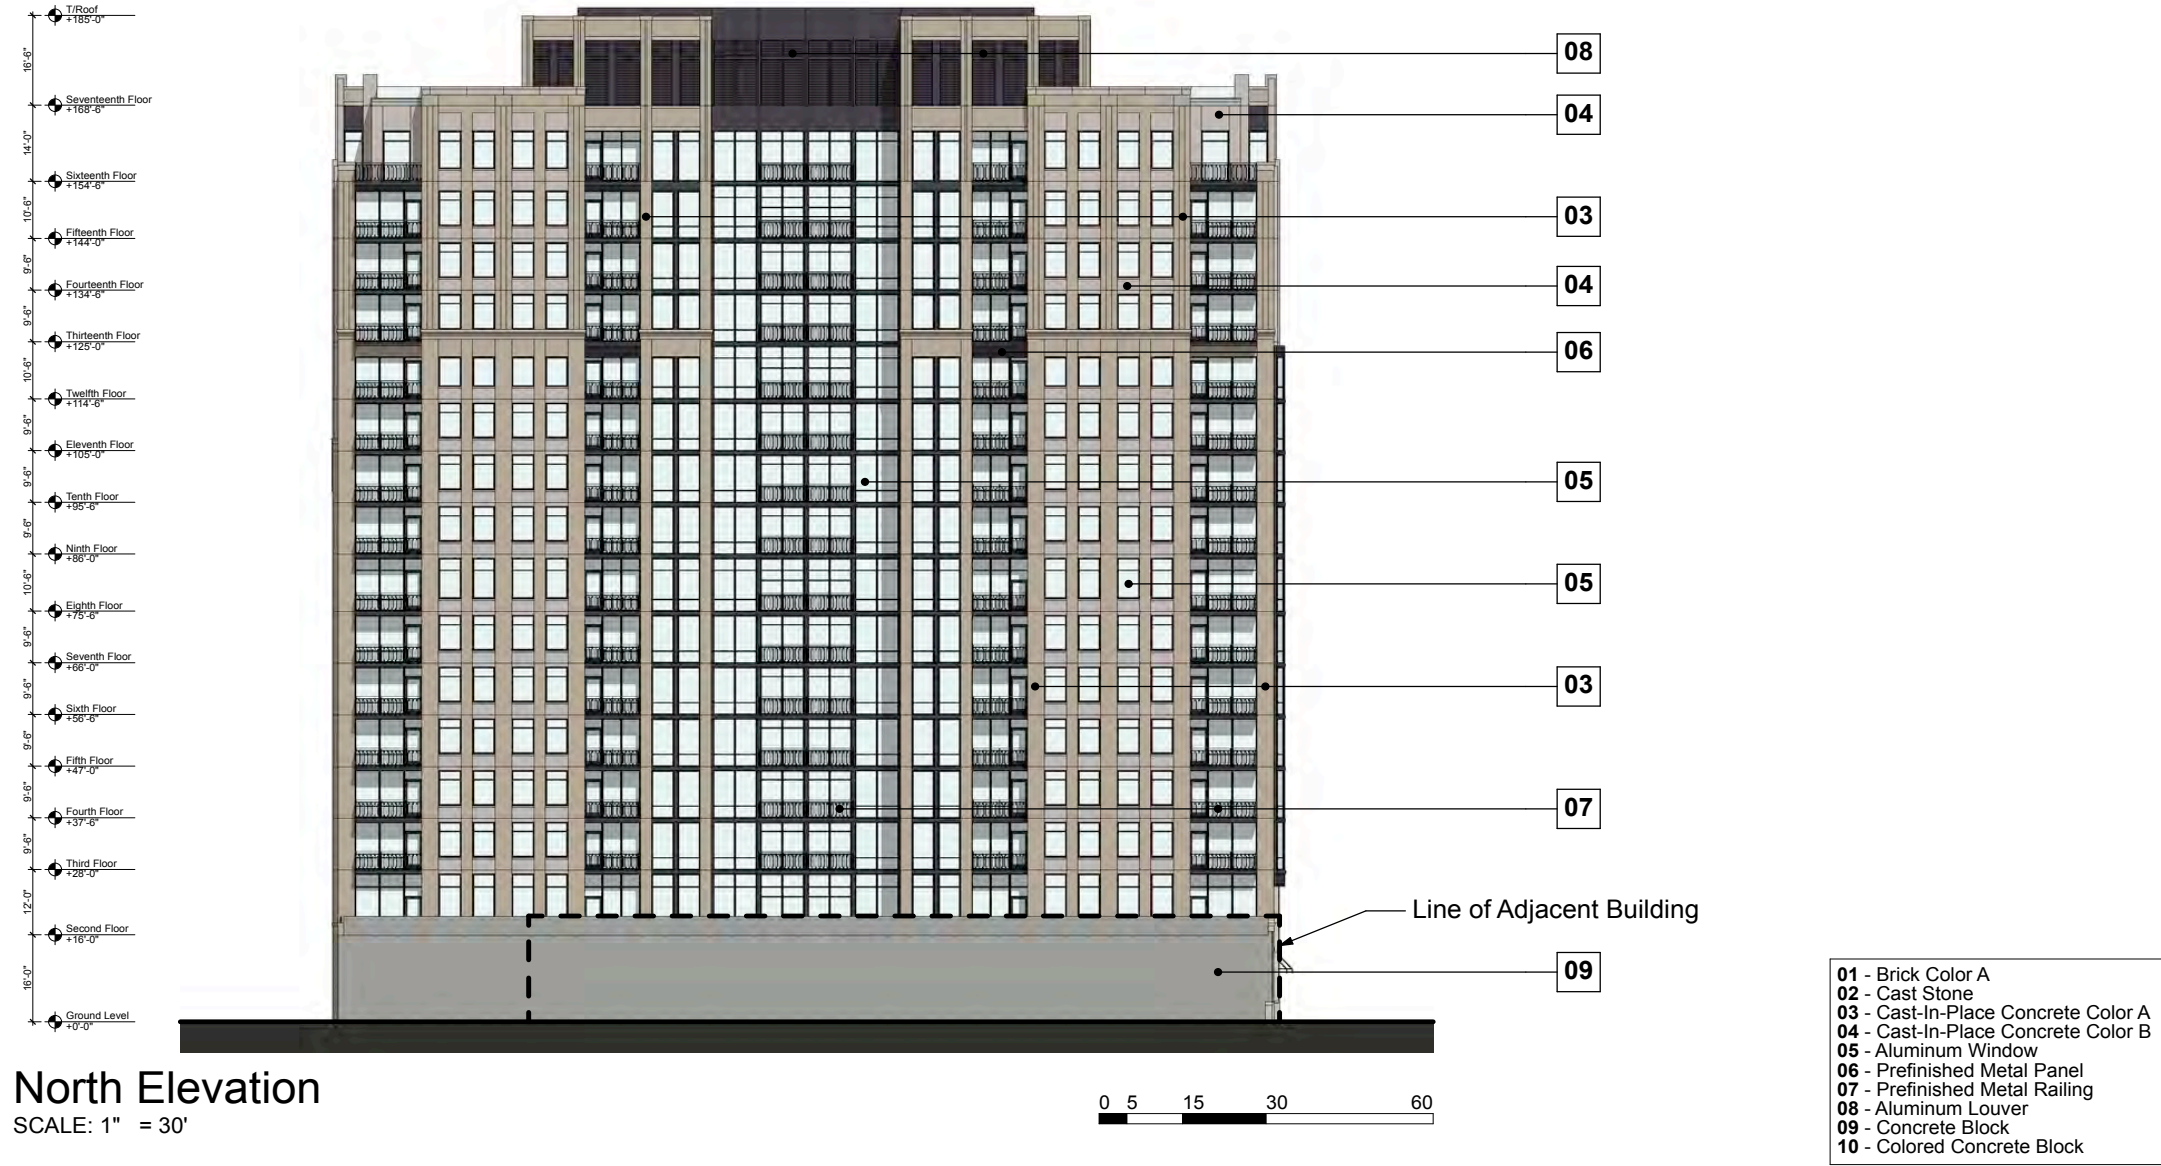 T/Roof
+185'-0"
16'-6"
Seventeenth Floor
+168'-6"
14'-0"
Sixteenth Floor
+154'-6"
10'-6"
Fifteenth Floor
+144'-0"
9'-6"
Fourteenth Floor
+134'-6"
9'-6"
Thirteenth Floor
+125'-0"
10'-6"
Twelfth Floor
+114'-6"
9'-6"
Eleventh Floor
+105'-0"
9'-6"
Tenth Floor
+95'-6"
9'-6"
Ninth Floor
+86'-0"
10'-6"
Eighth Floor
+75'-6"
9'-6"
Seventh Floor
+66'-0"
9'-6"
Sixth Floor
+56'-6"
9'-6"
Fifth Floor
+47'-0"
9'-6"
Fourth Floor
+37'-6"
9'-6"
Third Floor
+28'-0"
12'-0"
Second Floor
+16'-0"
16'-0"
Ground Level
+0'-0"
08
04
03
04
06
05
05
03
07
Line of Adjacent Building
09
North Elevation
SCALE: 1" = 30'
0 5 15 30 60
01 - Brick Color A
02 - Cast Stone
03 - Cast-In-Place Concrete Color A
04 - Cast-In-Place Concrete Color B
05 - Aluminum Window
06 - Prefinished Metal Panel
07 - Prefinished Metal Railing
08 - Aluminum Louver
09 - Concrete Block
10 - Colored Concrete Block